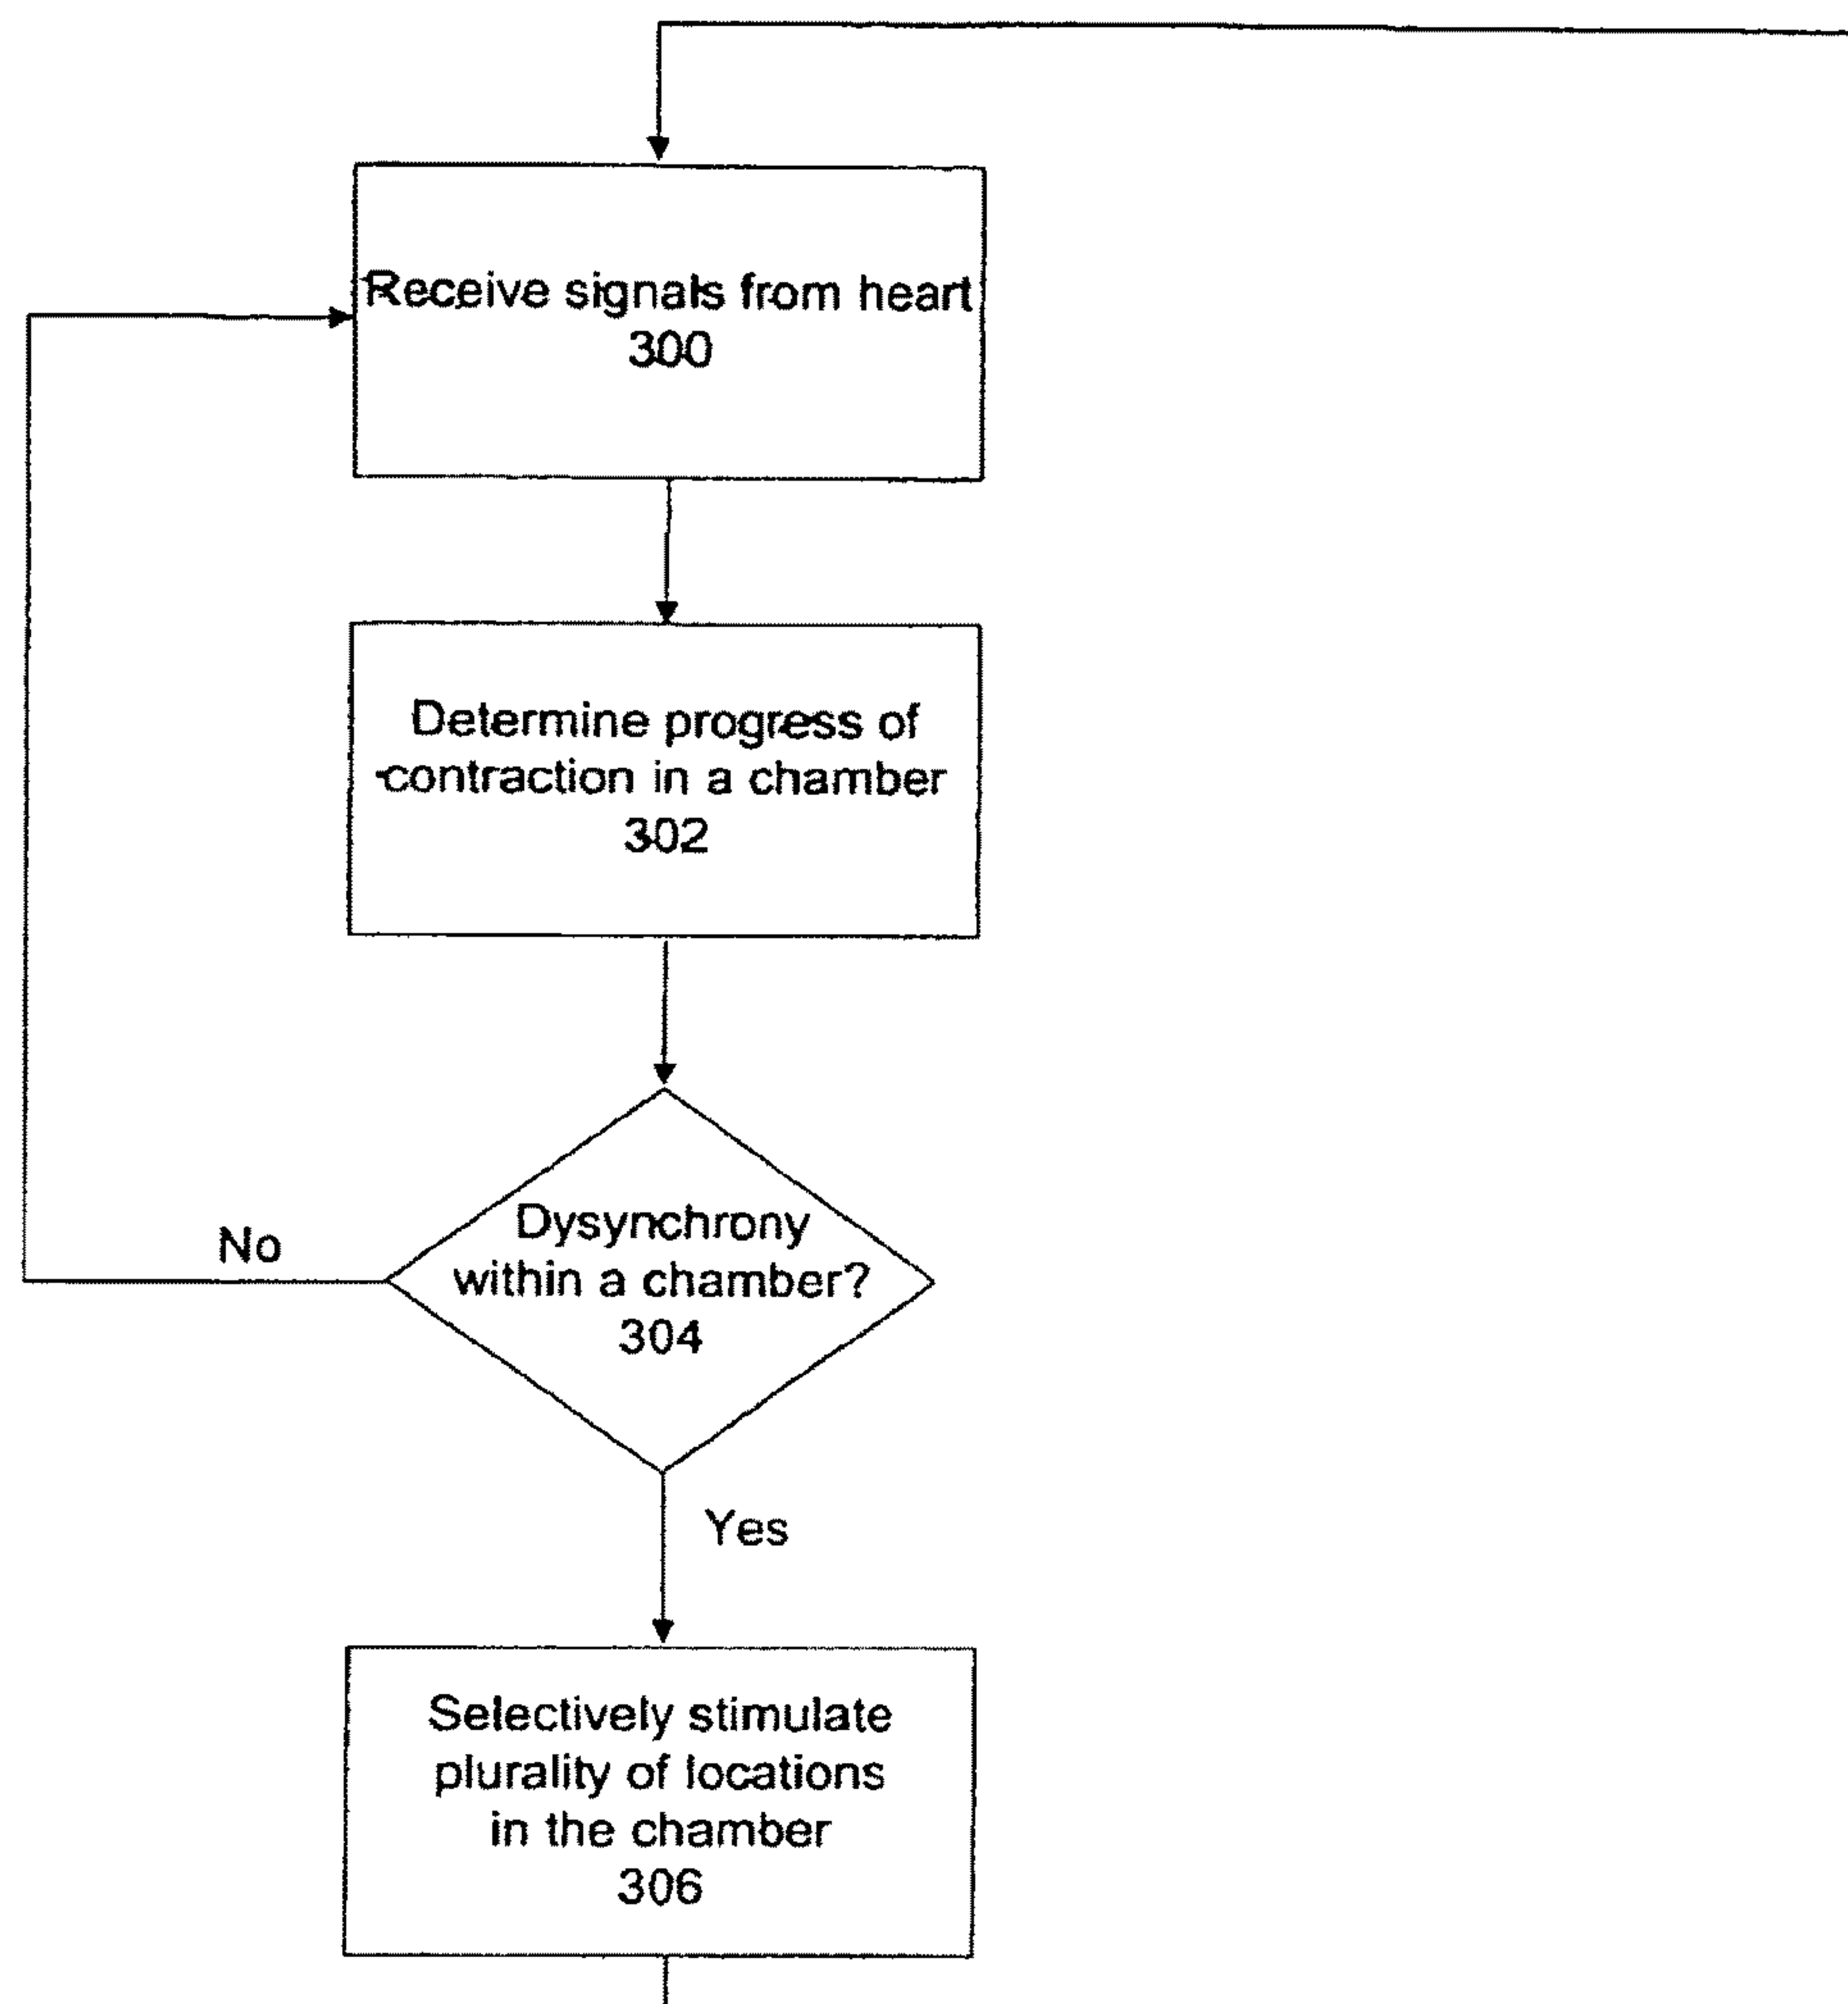 Receive signals from heart
300
Determine progress of
contraction in a chamber
302
Dysynchrony
within a chamber?
304
No
Yes
Selectively stimulate
plurality of locations
in the chamber
306